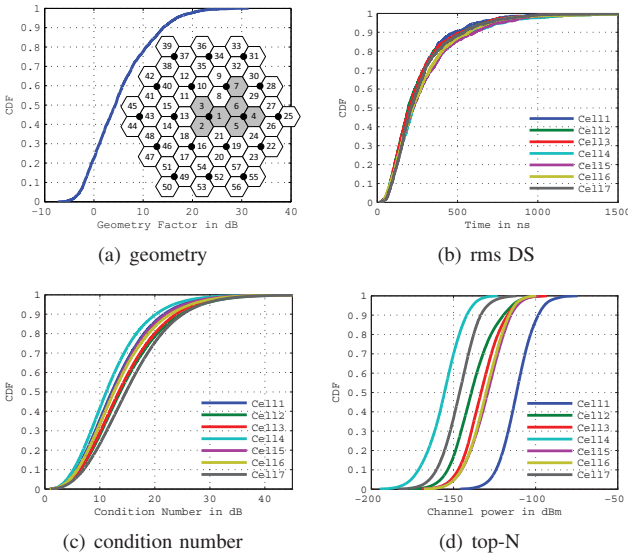 1
0.9
0.8
0.7
0.6
0.5
0.4
0.3
0.2
0.1
0
CDF
-10 0 10 20 30 40
Geometry Factor in dB
39 36 33
37 34 31
38 35 32
42 12 9 30
40 10 7 28
45 41 11 8 29
15 3 6 27
43 13 1 4 25
44 14 2 5 26
48 18 24
46 16 19 22
47 17 20 23
51 21 54
49 52 55
50 53 56
57
(a) geometry
1
0.9
0.8
0.7
0.6
0.5
0.4
0.3
0.2
0.1
0
CDF
0 500 1000 1500
Time in ns
Cell1
Cell2
Cell3
Cell4
Cell5
Cell6
Cell7
(b) rms DS
1
0.9
0.8
0.7
0.6
0.5
0.4
0.3
0.2
0.1
0
CDF
0 10 20 30 40
Condition Number in dB
Cell1
Cell2
Cell3
Cell4
Cell5
Cell6
Cell7
(c) condition number
1
0.9
0.8
0.7
0.6
0.5
0.4
0.3
0.2
0.1
0
CDF
-200 -150 -100 -50
Channel power in dBm
Cell1
Cell2
Cell3
Cell4
Cell5
Cell6
Cell7
(d) top-N